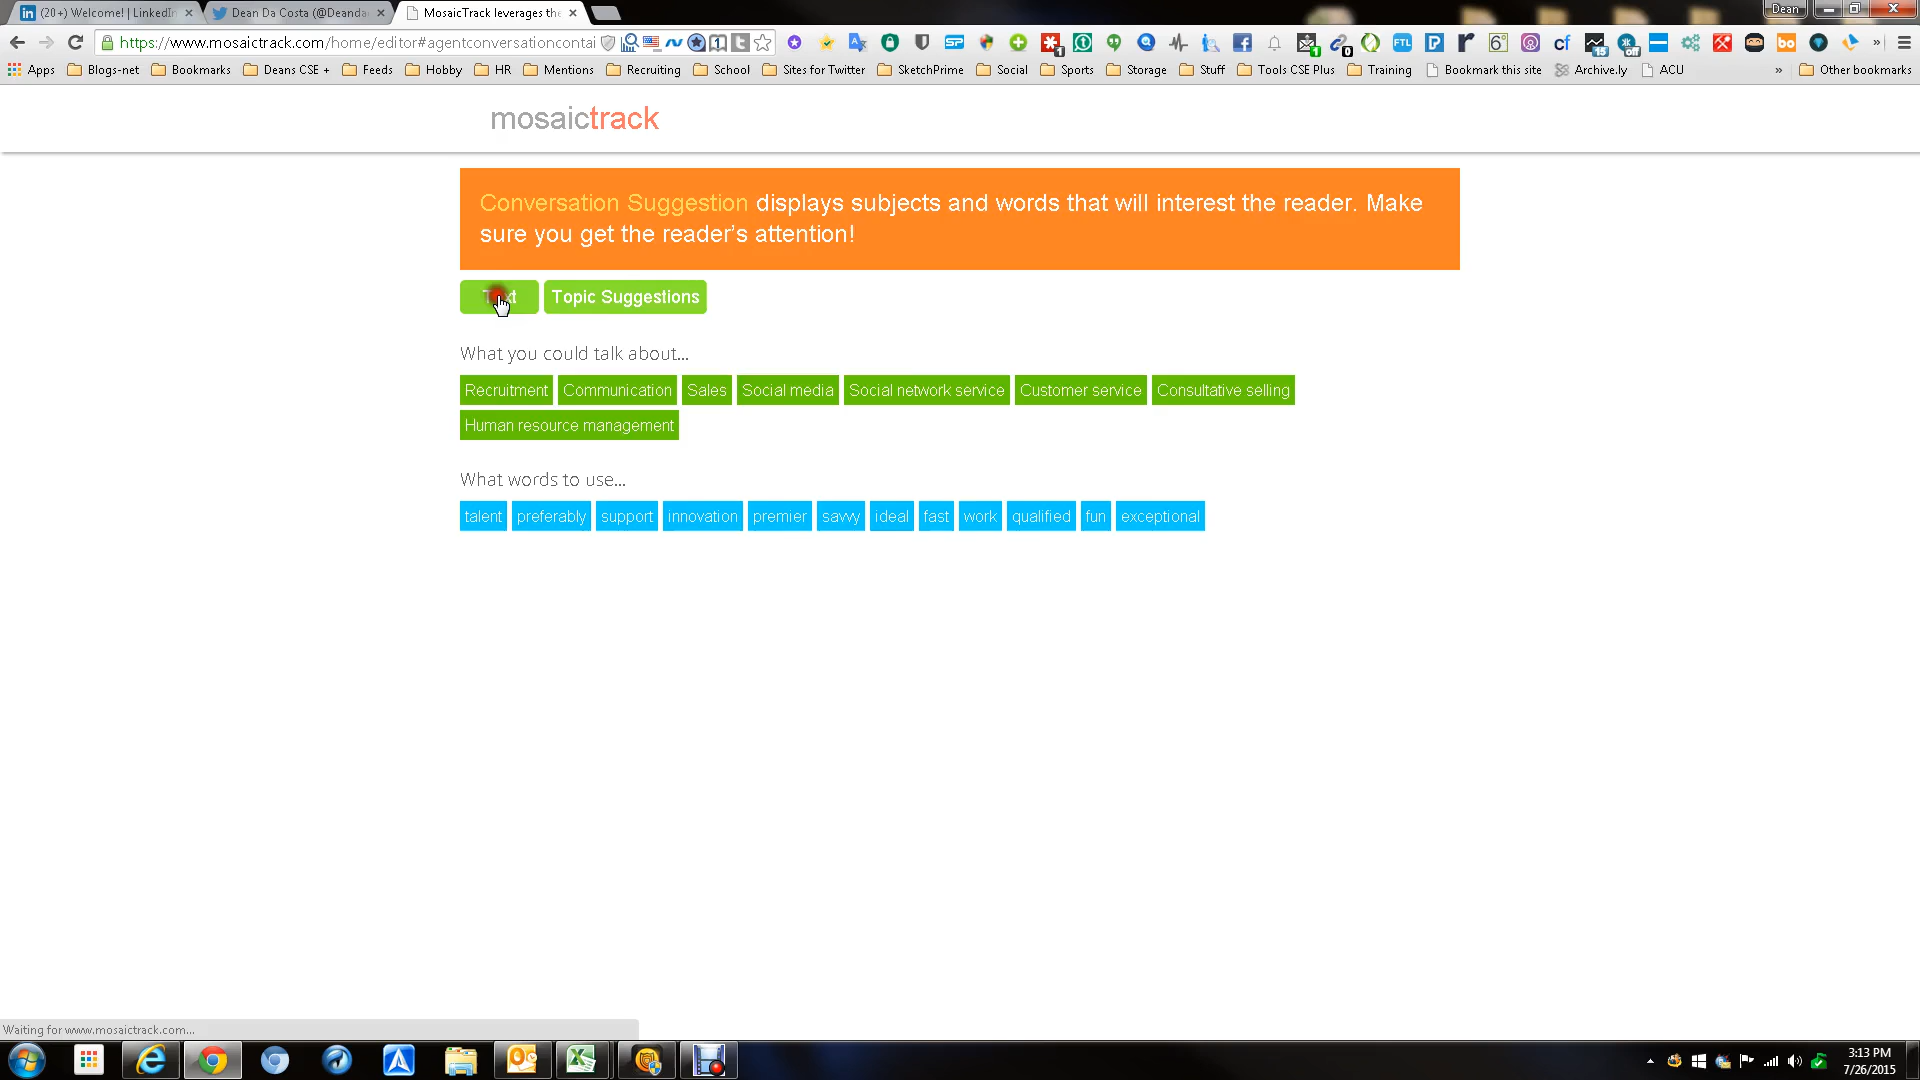 (20+) Welcome! | LinkedIn
Dean Da Costa (@Deanda
MosaicTrack leverages the
Dean
https://www.mosaictrack.com/home/editor#agentconversationcontai
Apps Blogs-net Bookmarks Deans CSE + Feeds Hobby HR Mentions Recruiting School Sites for Twitter SketchPrime Social Sports Storage Stuff Tools CSE Plus Training Bookmark this site Archive.ly ACU » Other bookmarks
mosaictrack
Conversation Suggestion displays subjects and words that will interest the reader. Make
sure you get the reader’s attention!
Topic Suggestions
What you could talk about...
Recruitment Communication Sales Social media Social network service Customer service Consultative selling
Human resource management
What words to use...
talent preferably support innovation premier savvy ideal fast work qualified fun exceptional
Waiting for www.mosaictrack.com...
3:13 PM
7/26/2015